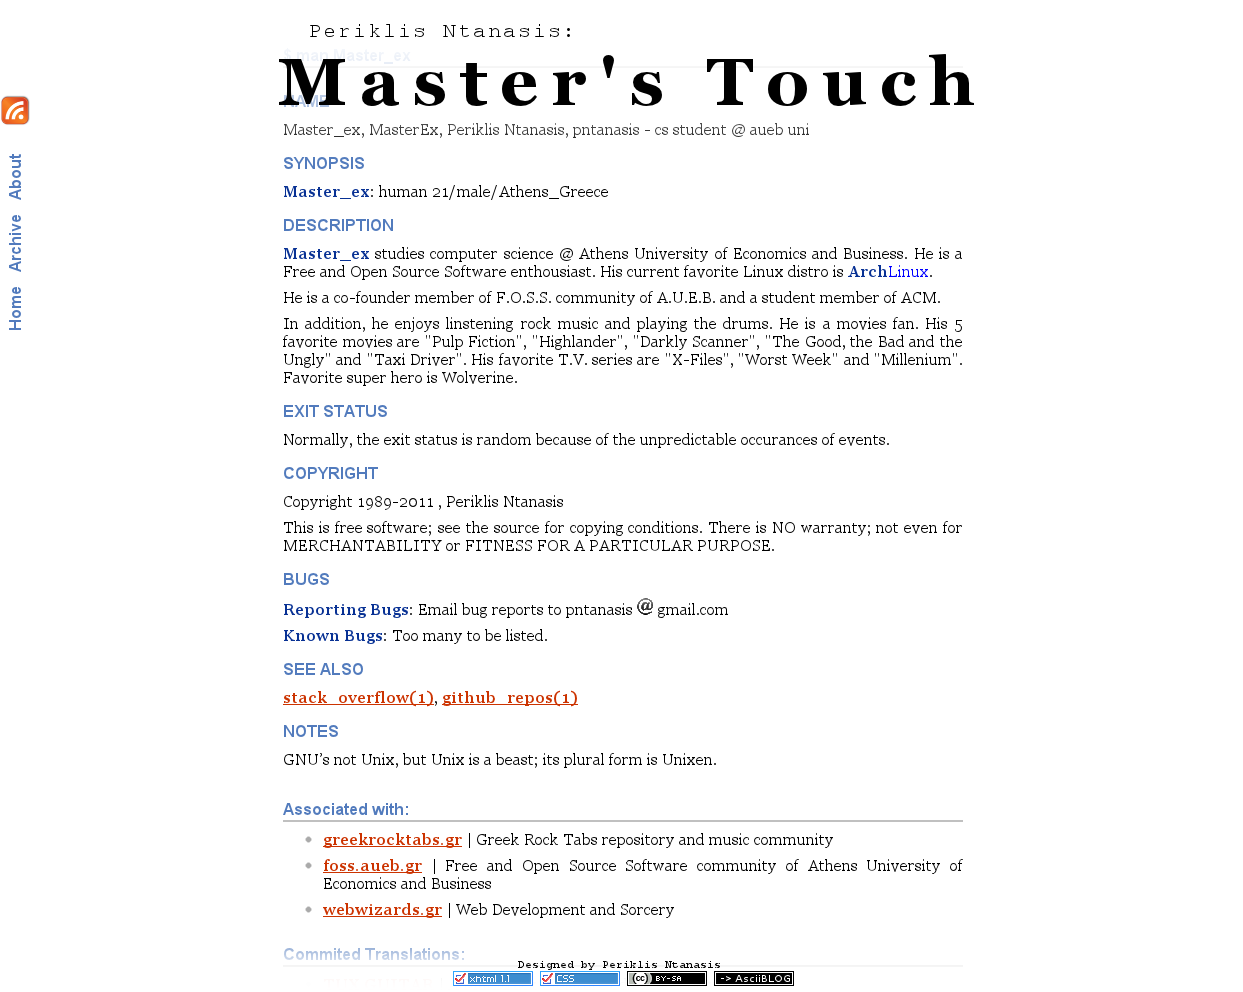 Periklis Ntanasis:
$ man Master_ex
Master's Touch
NAME
Master_ex, MasterEx, Periklis Ntanasis, pntanasis - cs student @ aueb uni
SYNOPSIS
Master_ex: human 21/male/Athens_Greece
DESCRIPTION
Master_ex studies computer science @ Athens University of Economics and Business. He is a
Free and Open Source Software enthousiast. His current favorite Linux distro is ArchLinux.
He is a co-founder member of F.O.S.S. community of A.U.E.B. and a student member of ACM.
In addition, he enjoys linstening rock music and playing the drums. He is a movies fan. His 5
favorite movies are "Pulp Fiction", "Highlander", "Darkly Scanner", "The Good, the Bad and the
Ungly" and "Taxi Driver". His favorite T.V. series are "X-Files", "Worst Week" and "Millenium".
Favorite super hero is Wolverine.
EXIT STATUS
Normally, the exit status is random because of the unpredictable occurances of events.
COPYRIGHT
Copyright 1989-2011 , Periklis Ntanasis
This is free software; see the source for copying conditions. There is NO warranty; not even for
MERCHANTABILITY or FITNESS FOR A PARTICULAR PURPOSE.
BUGS
Reporting Bugs: Email bug reports to pntanasis @ gmail.com
Known Bugs: Too many to be listed.
SEE ALSO
stack_overflow(1), github_repos(1)
NOTES
GNU's not Unix, but Unix is a beast; its plural form is Unixen.
Associated with:
greekrocktabs.gr | Greek Rock Tabs repository and music community
foss.aueb.gr | Free and Open Source Software community of Athens University of
Economics and Business
webwizards.gr | Web Development and Sorcery
Commited Translations:
Designed by Periklis Ntanasis
xhtml 1.1 CSS cc BY-SA -> AsciiBLOG
About
Archive
Home